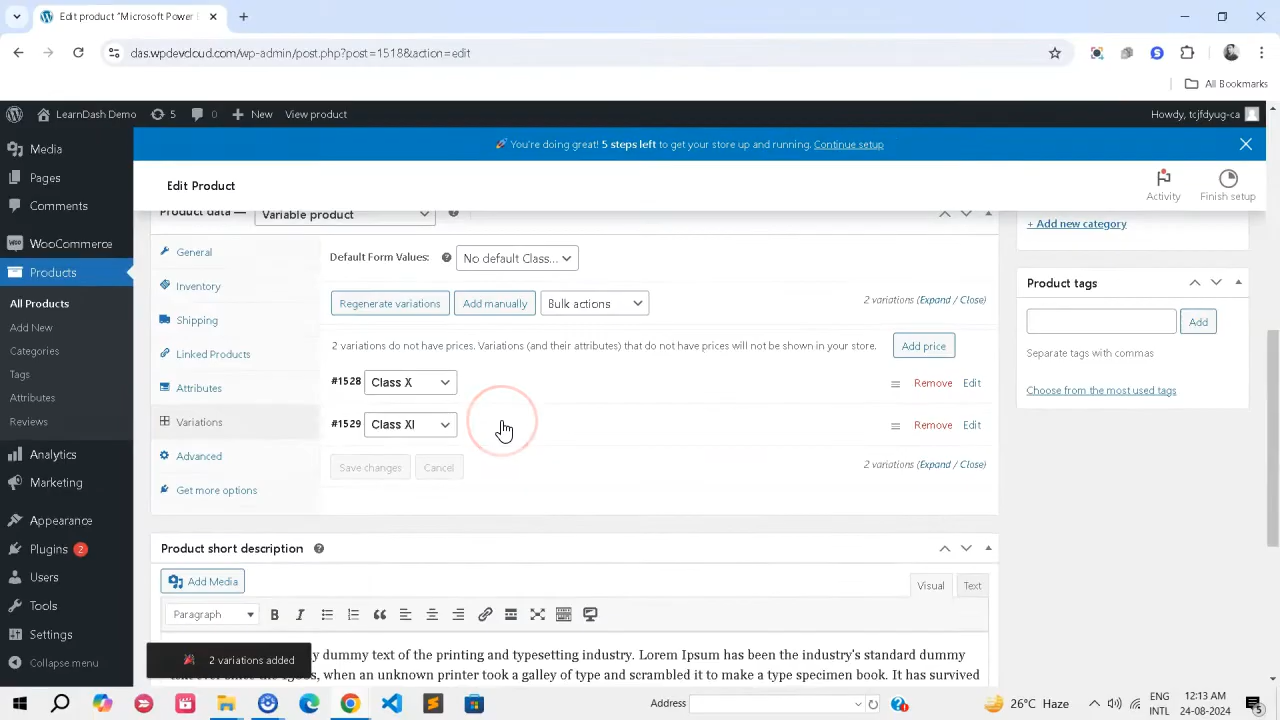 Edit product "Microsoft Power
das.wpdevcloud.com/wp-admin/post.php?post=1518&action=edit
All Bookmarks
LearnDash Demo 5 0 New View product Howdy, tcjfdyug-ca
You're doing great! 5 steps left to get your store up and running. Continue setup
Edit Product
Activity
Finish setup
Media
Pages
Comments
WooCommerce
Products
All Products
Add New
Categories
Tags
Attributes
Reviews
Analytics
Marketing
Appearance
Plugins 2
Users
Tools
Settings
Collapse menu
Product data — Variable product
General
Inventory
Shipping
Linked Products
Attributes
Variations
Advanced
Get more options
Default Form Values: No default Class...
Regenerate variations Add manually Bulk actions 2 variations (Expand / Close)
2 variations do not have prices. Variations (and their attributes) that do not have prices will not be shown in your store. Add price
#1528 Class X Remove Edit
#1529 Class XI Remove Edit
Save changes Cancel 2 variations (Expand / Close)
+ Add new category
Product tags
Add
Separate tags with commas
Choose from the most used tags
Product short description
Add Media Visual Text
Paragraph
dummy text of the printing and typesetting industry. Lorem Ipsum has been the industry's standard dummy
when an unknown printer took a galley of type and scrambled it to make a type specimen book. It has survived
2 variations added
Address
26°C Haze
ENG
INTL
12:13 AM
24-08-2024
5